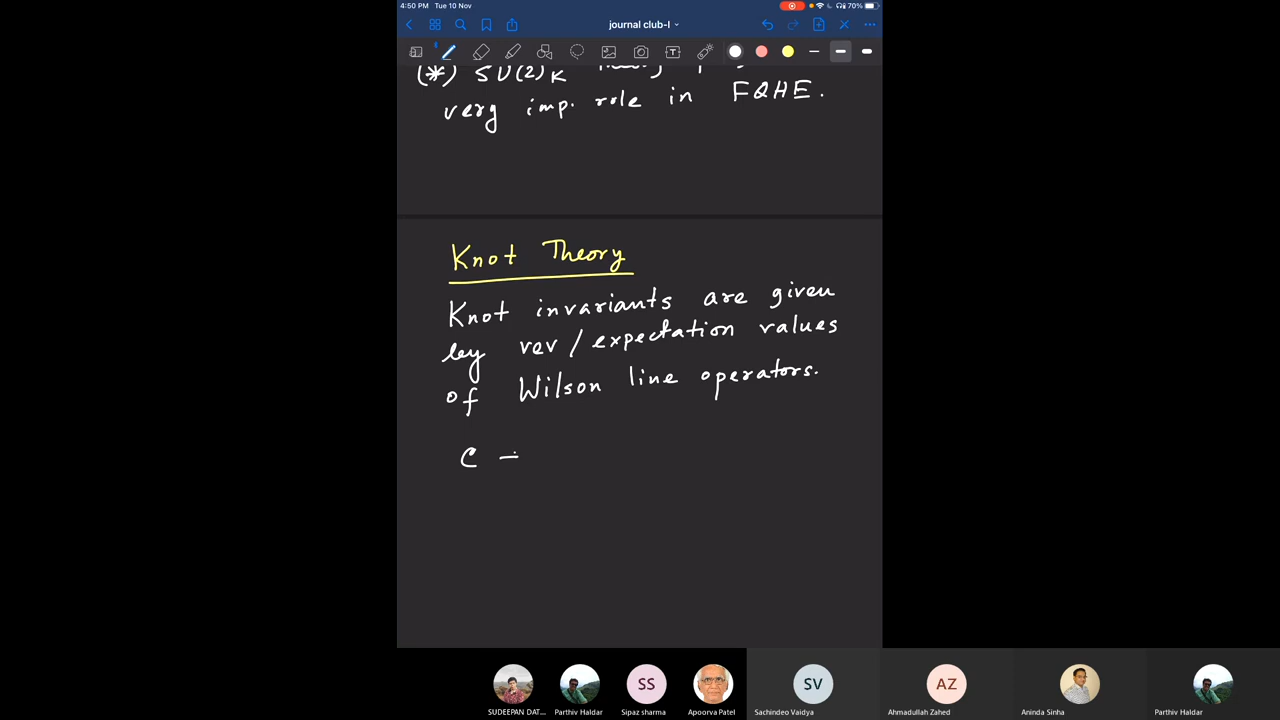 4:50 PM Tue 10 Nov
70%
journal club-I
(*) SU(2)K
very imp. role in FQHE.
Knot Theory
Knot invariants are given
by vev / expectation values
of Wilson line operators.
C -
SS
SV
AZ
SUDEEPAN DAT...
Parthiv Haldar
Sipaz sharma
Apoorva Patel
Sachindeo Vaidya
Ahmadullah Zahed
Aninda Sinha
Parthiv Haldar